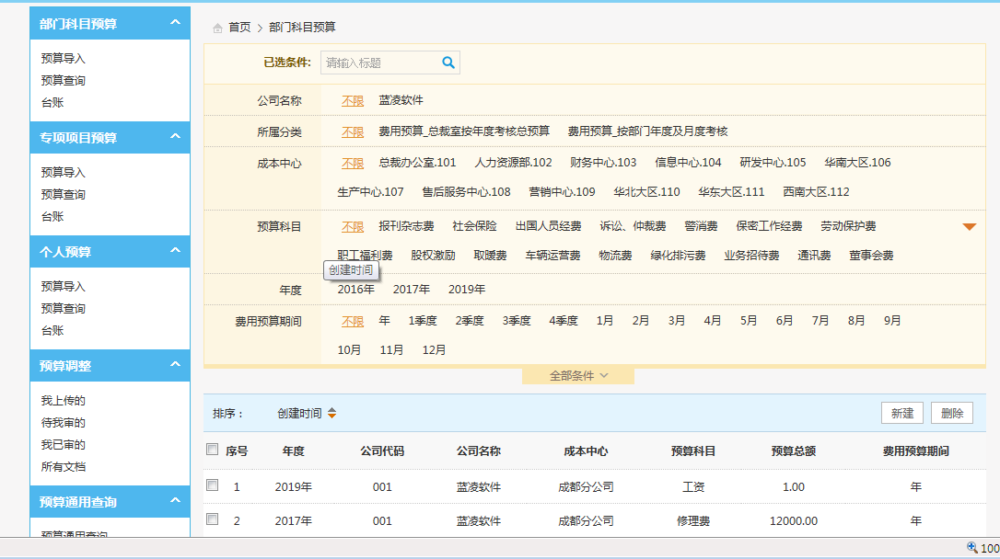 部门科目预算
预算导入
预算查询
台账
专项项目预算
预算导入
预算查询
台账
个人预算
预算导入
预算查询
台账
预算调整
我上传的
待我审的
我已审的
所有文档
预算通用查询
预算通用查询
首页 > 部门科目预算
已选条件: 请输入标题
公司名称 不限 蓝凌软件
所属分类 不限 费用预算_总裁室按年度考核总预算 费用预算_按部门年度及月度考核
成本中心 不限 总裁办公室.101 人力资源部.102 财务中心.103 信息中心.104 研发中心.105 华南大区.106
生产中心.107 售后服务中心.108 营销中心.109 华北大区.110 华东大区.111 西南大区.112
预算科目 不限 报刊杂志费 社会保险 出国人员经费 诉讼、仲裁费 警消费 保密工作经费 劳动保护费
职工福利费 股权激励 取暖费 车辆运营费 物流费 绿化排污费 业务招待费 通讯费 董事会费
创建时间
年度 2016年 2017年 2019年
费用预算期间 不限 年 1季度 2季度 3季度 4季度 1月 2月 3月 4月 5月 6月 7月 8月 9月
10月 11月 12月
全部条件
排序： 创建时间 新建 删除
序号 年度 公司代码 公司名称 成本中心 预算科目 预算总额 费用预算期间
1 2019年 001 蓝凌软件 成都分公司 工资 1.00 年
2 2017年 001 蓝凌软件 成都分公司 修理费 12000.00 年
100